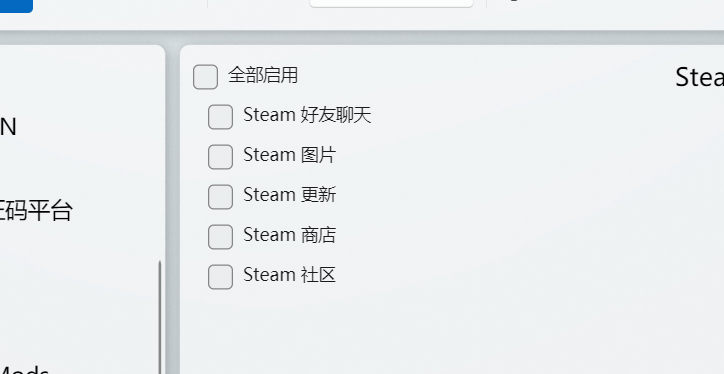 全部启用
Steam 好友聊天
Steam 图片
Steam 更新
Steam 商店
Steam 社区
Stea
N
码平台
Mods